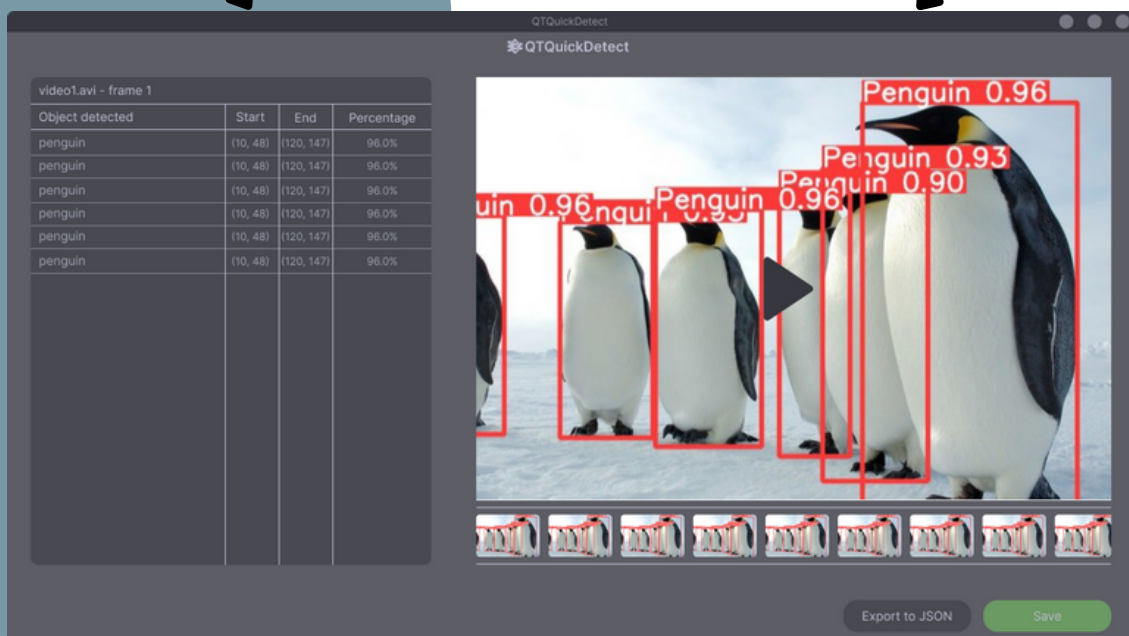 QTQuickDetect
QTQuickDetect
video1.avi - frame 1
Object detected Start End Percentage
penguin (10, 48) (120, 147) 96.0%
penguin (10, 48) (120, 147) 96.0%
penguin (10, 48) (120, 147) 96.0%
penguin (10, 48) (120, 147) 96.0%
penguin (10, 48) (120, 147) 96.0%
penguin (10, 48) (120, 147) 96.0%
Penguin 0.96
Penguin 0.93
Penguin 0.90
uin 0.96
Penguin 0.96
Export to JSON
Save